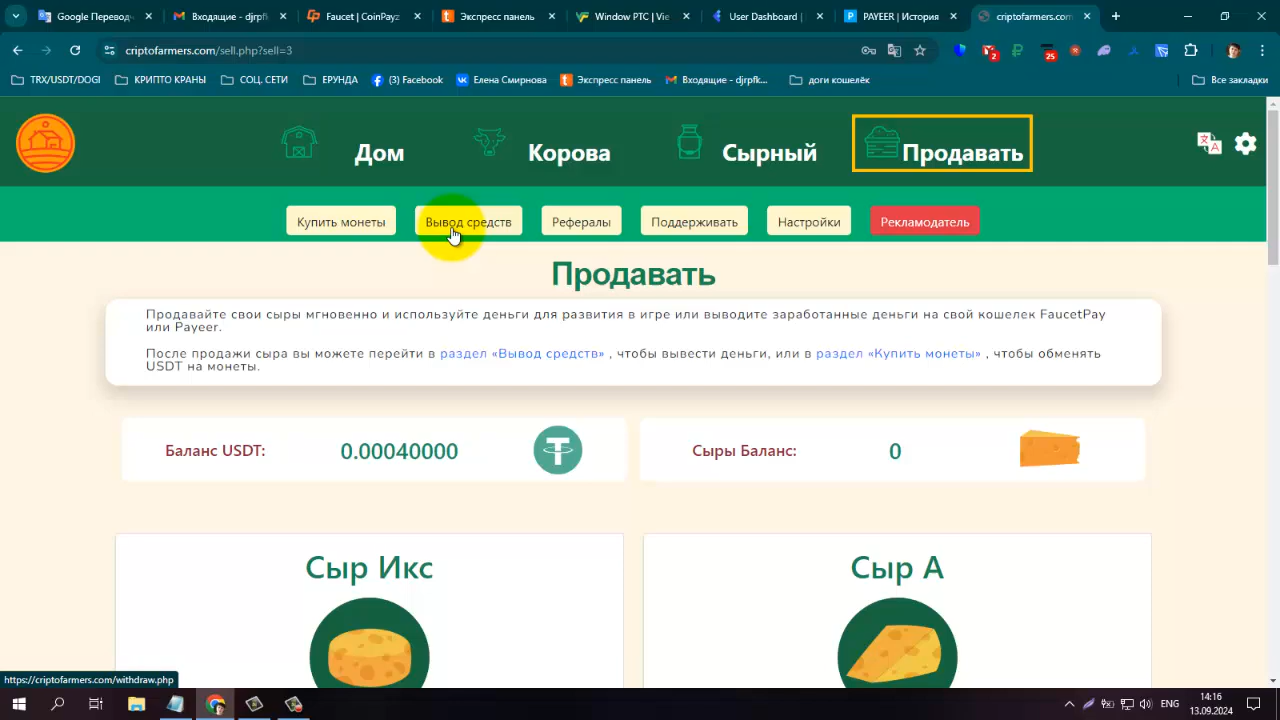 Google Переводч
Входящие - djrpfk
Faucet | CoinPayz
Экспресс панель
Window PTC | Vie
User Dashboard |
PAYEER | История
criptofarmers.com
criptofarmers.com/sell.php?sell=3
2
25
TRX/USDT/DOGI
КРИПТО КРАНЫ
СОЦ. СЕТИ
ЕРУНДА
(3) Facebook
Елена Смирнова
Экспресс панель
Входящие - djrpfk...
доги кошелёк
Все закладки
Дом
Корова
Сырный
Продавать
Купить монеты
Вывод средств
Рефералы
Поддерживать
Настройки
Рекламодатель
Продавать
Продавайте свои сыры мгновенно и используйте деньги для развития в игре или выводите заработанные деньги на свой кошелек FaucetPay
или Payeer.
После продажи сыра вы можете перейти в раздел «Вывод средств» , чтобы вывести деньги, или в раздел «Купить монеты» , чтобы обменять
USDT на монеты.
Баланс USDT:
0.00040000
Сыры Баланс:
0
Сыр Икс
Сыр А
https://criptofarmers.com/withdraw.php
ENG
14:16
13.09.2024